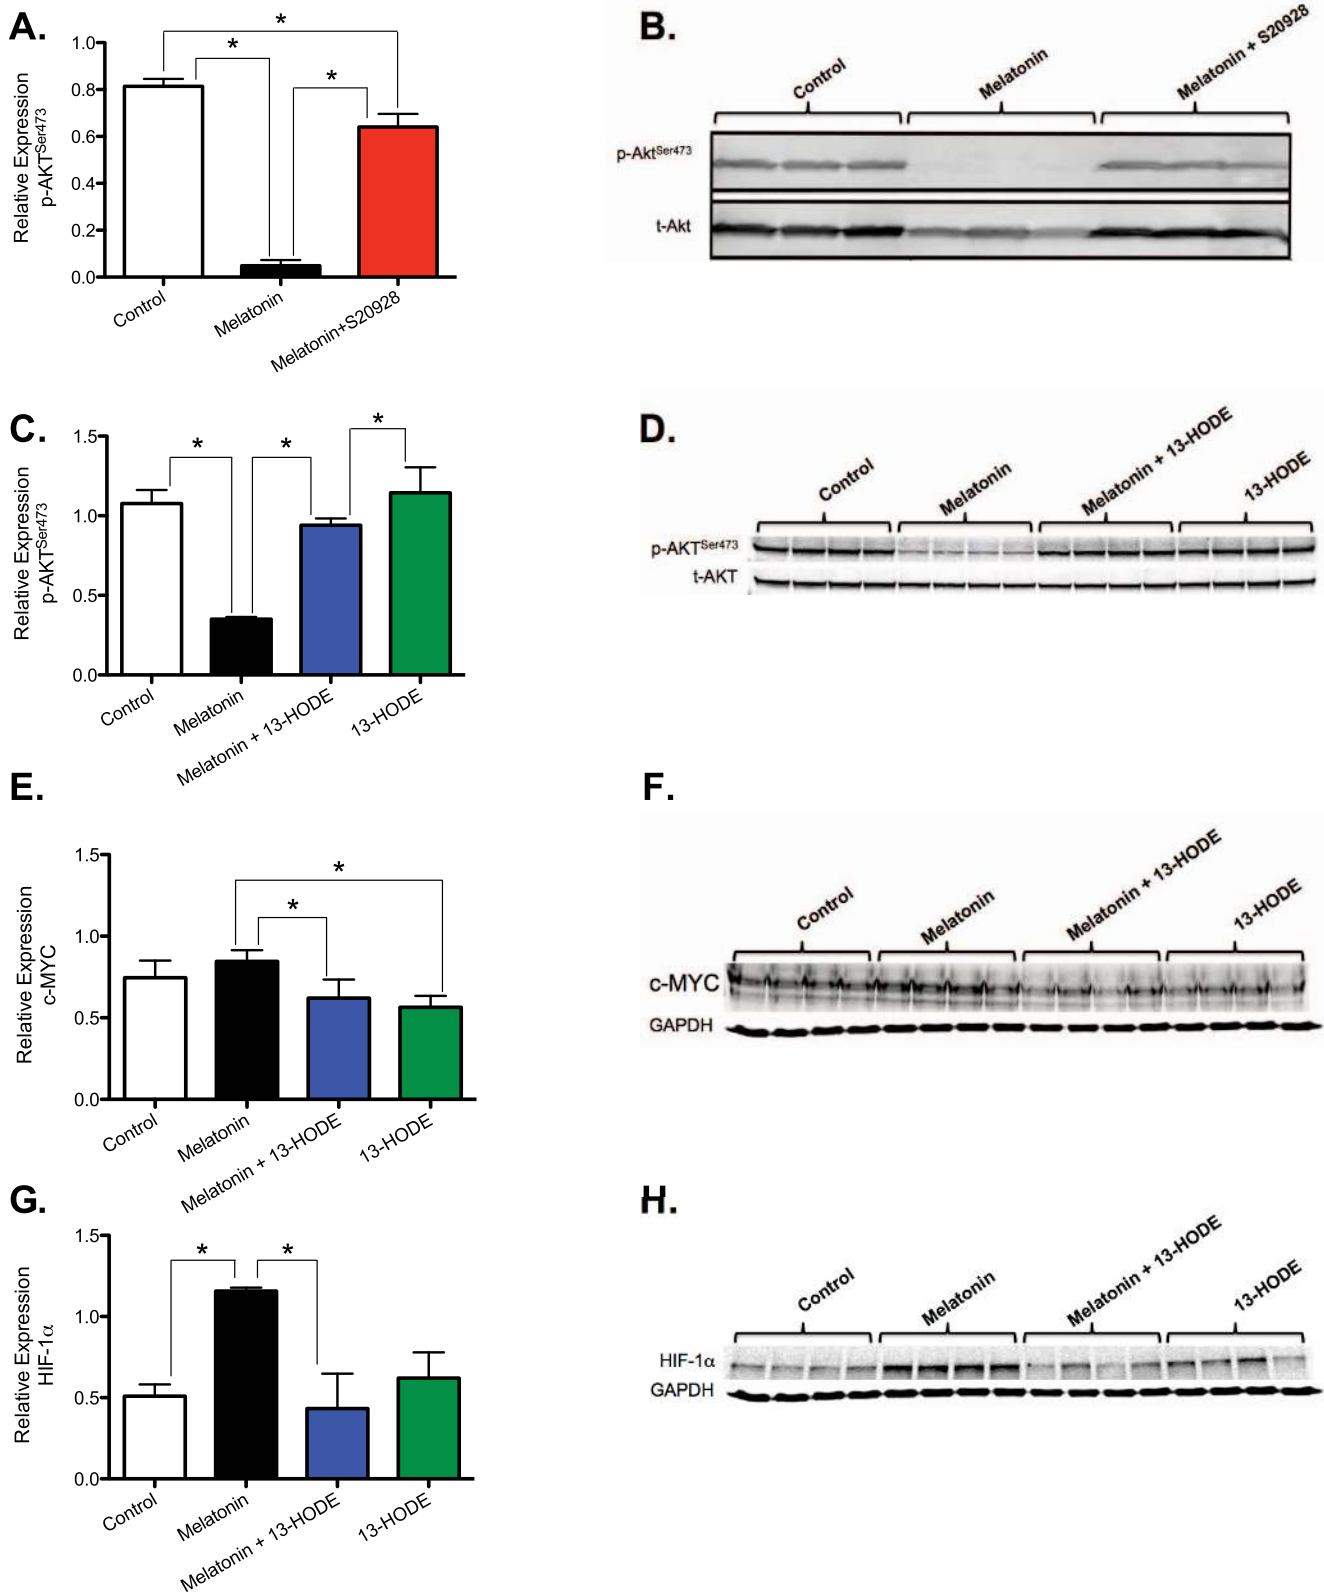 A.
*
*
*
1.0
0.8
0.6
0.4
0.2
0.0
Relative Expression
p-AKTSer473
Control
Melatonin
Melatonin+S20928
B.
Control
Melatonin
Melatonin + S20928
p-AktSer473
t-Akt
C.
*
*
*
1.5
1.0
0.5
0.0
Relative Expression
p-AKTSer473
Control
Melatonin
Melatonin + 13-HODE
13-HODE
D.
Control
Melatonin
Melatonin + 13-HODE
13-HODE
p-AKTSer473
t-AKT
E.
*
*
1.5
1.0
0.5
0.0
Relative Expression
c-MYC
Control
Melatonin
Melatonin + 13-HODE
13-HODE
F.
Control
Melatonin
Melatonin + 13-HODE
13-HODE
c-MYC
GAPDH
G.
*
*
1.5
1.0
0.5
0.0
Relative Expression
HIF-1α
Control
Melatonin
Melatonin + 13-HODE
13-HODE
H.
Control
Melatonin
Melatonin + 13-HODE
13-HODE
HIF-1α
GAPDH